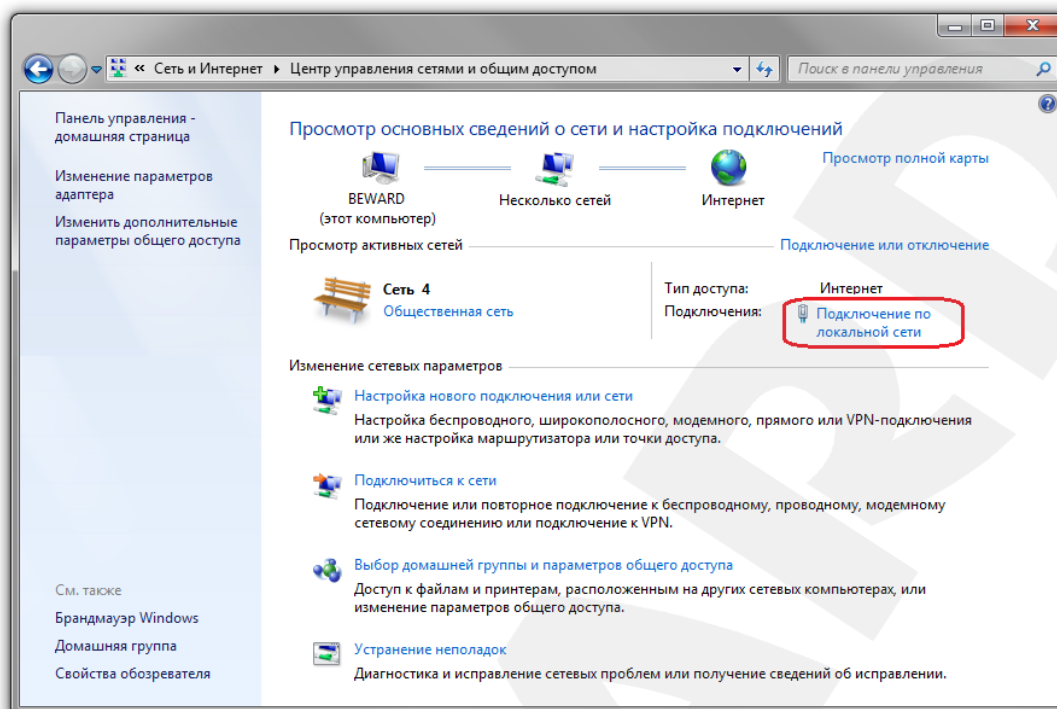 « Сеть и Интернет ▸ Центр управления сетями и общим доступом
Поиск в панели управления
Панель управления -
домашняя страница
Изменение параметров
адаптера
Изменить дополнительные
параметры общего доступа
Просмотр основных сведений о сети и настройка подключений
Просмотр полной карты
BEWARD
(этот компьютер)
Несколько сетей
Интернет
Просмотр активных сетей
Подключение или отключение
Сеть 4
Общественная сеть
Тип доступа: Интернет
Подключения: Подключение по
локальной сети
Изменение сетевых параметров
Настройка нового подключения или сети
Настройка беспроводного, широкополосного, модемного, прямого или VPN-подключения
или же настройка маршрутизатора или точки доступа.
Подключиться к сети
Подключение или повторное подключение к беспроводному, проводному, модемному
сетевому соединению или подключение к VPN.
Выбор домашней группы и параметров общего доступа
Доступ к файлам и принтерам, расположенным на других сетевых компьютерах, или
изменение параметров общего доступа.
Устранение неполадок
Диагностика и исправление сетевых проблем или получение сведений об исправлении.
См. также
Брандмауэр Windows
Домашняя группа
Свойства обозревателя